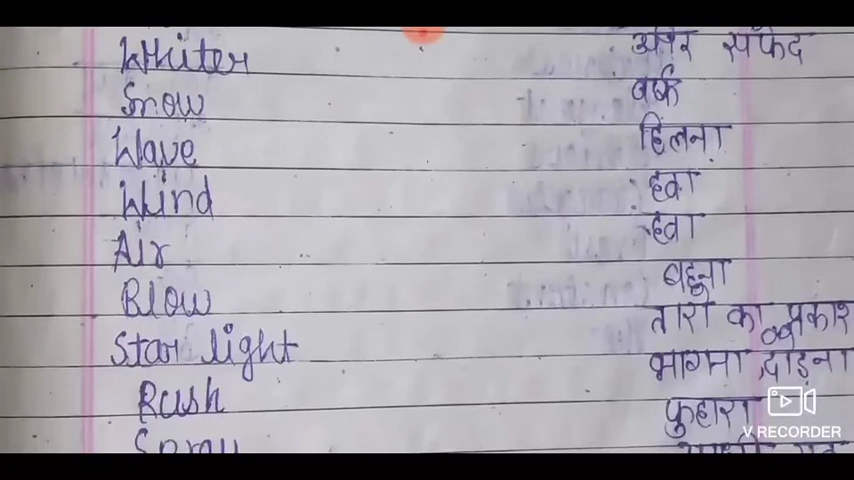 Whiter और सफेद
Snow बर्फ
Wave हिलना
Wind हवा
Air हवा
Blow बहना
Star light तारों का प्रकाश
Rush भागना, दौड़ना
Spray फुहारा
V RECORDER